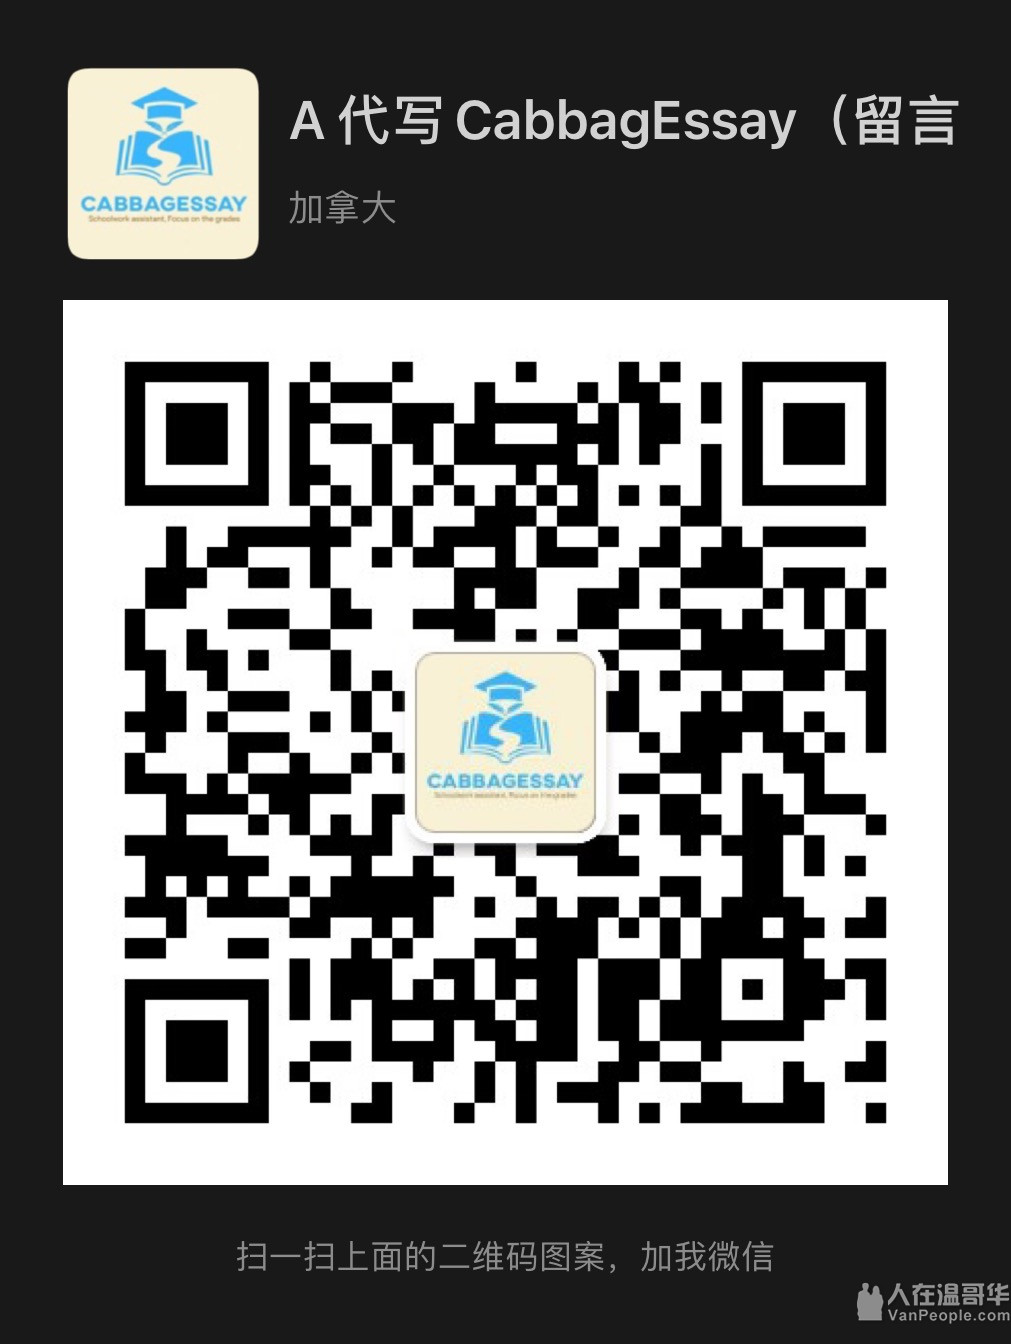 A 代写 CabbagEssay（留言
加拿大
CABBAGESSAY
Schoolwork assistant, Focus on the grades
CABBAGESSAY
Schoolwork assistant, Focus on the grades
扫一扫上面的二维码图案，加我微信
人在温哥华
VanPeople.com